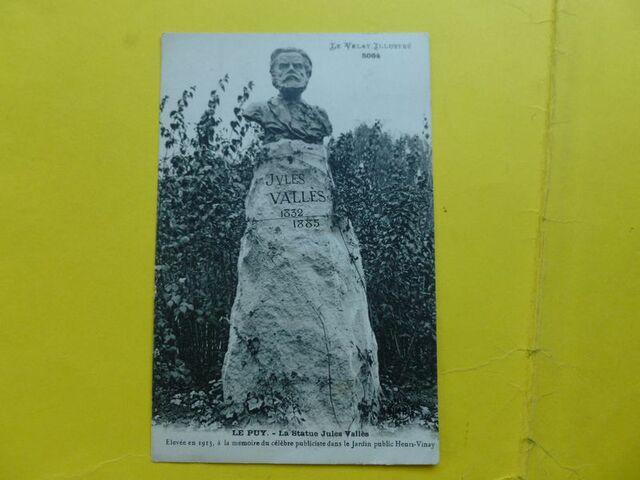 LE VELAY ILLUSTRÉ
5064
JVLES
VALLÈS
1832
1885
LE PUY. - La Statue Jules Vallès
Elevée en 1913, à la mémoire du célèbre publiciste dans le Jardin public Henri-Vinay